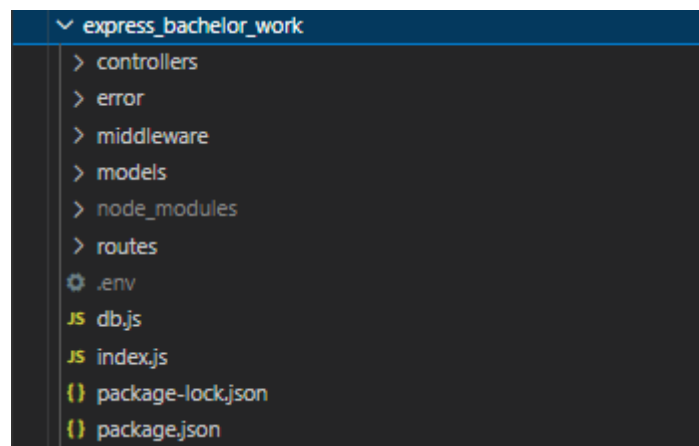 express_bachelor_work
controllers
error
middleware
models
node_modules
routes
.env
JS db.js
JS index.js
{} package-lock.json
{} package.json